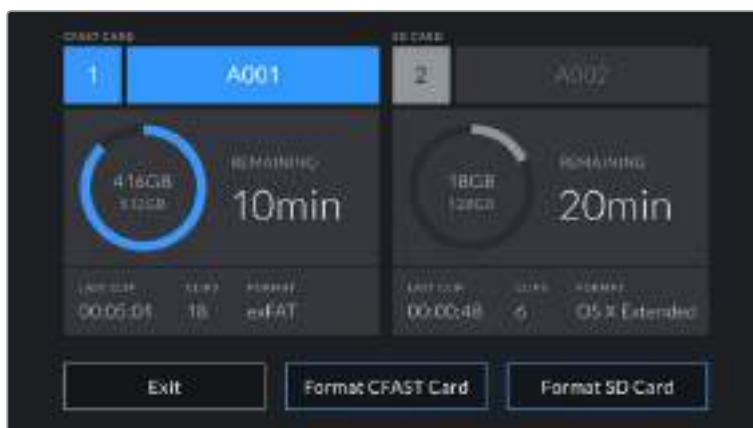 CFAST CARD
1 A001
416GB
512GB
REMAINING
10min
LAST CLIP CLIPS FORMAT
00:05:01 18 exFAT
SD CARD
2 A002
18GB
128GB
REMAINING
20min
LAST CLIP CLIPS FORMAT
00:00:48 6 OS X Extended
Exit
Format CFAST Card
Format SD Card